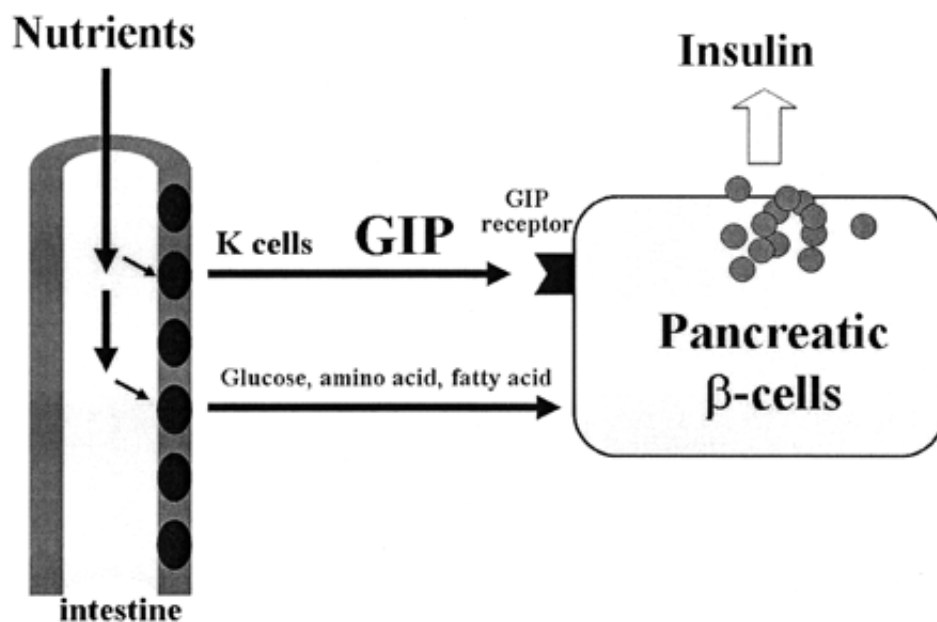 Nutrients
Insulin
GIP
receptor
K cells
GIP
Pancreatic
β-cells
Glucose, amino acid, fatty acid
intestine